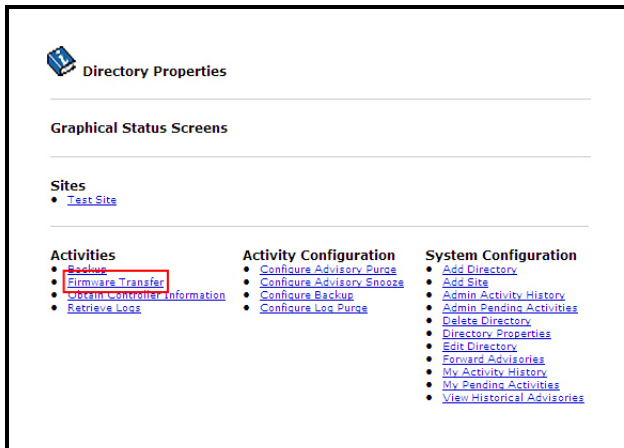 Directory Properties
Graphical Status Screens
Sites
Test Site
Activities
Backup
Firmware Transfer
Obtain Controller Information
Retrieve Logs
Activity Configuration
Configure Advisory Purge
Configure Advisory Snooze
Configure Backup
Configure Log Purge
System Configuration
Add Directory
Add Site
Admin Activity History
Admin Pending Activities
Delete Directory
Directory Properties
Edit Directory
Forward Advisories
My Activity History
My Pending Activities
View Historical Advisories